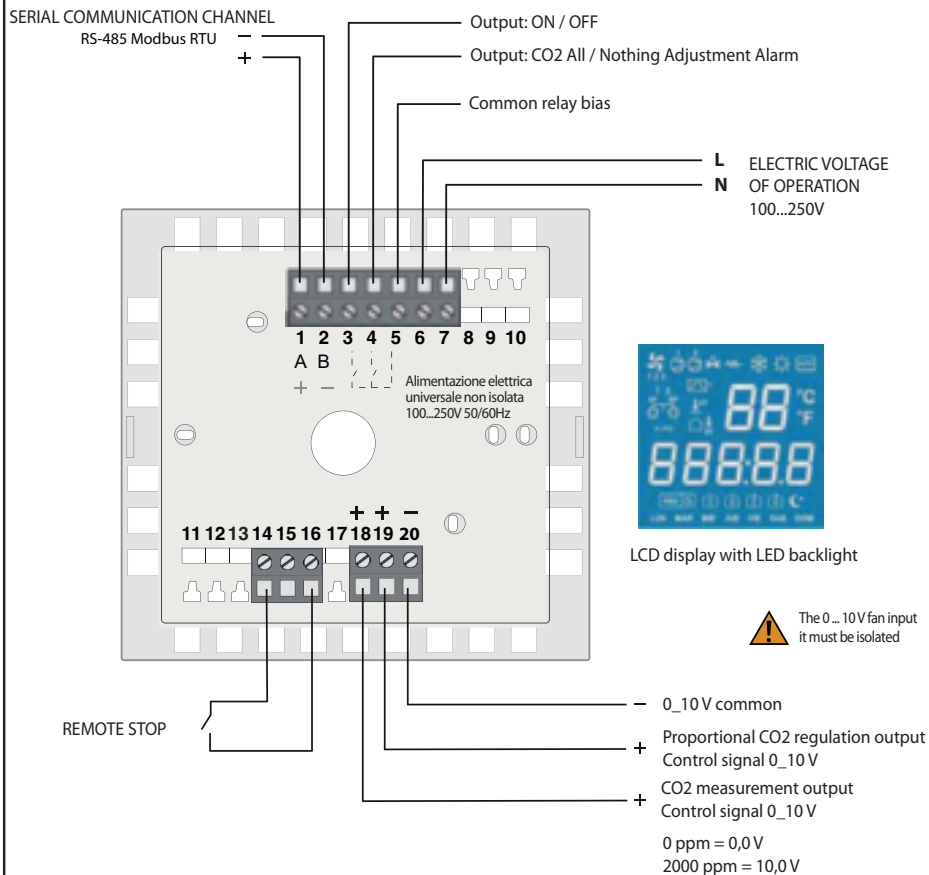 SERIAL COMMUNICATION CHANNEL
RS-485 Modbus RTU
−
+
Output: ON / OFF
Output: CO2 All / Nothing Adjustment Alarm
Common relay bias
L ELECTRIC VOLTAGE
N OF OPERATION
100...250V
1 2 3 4 5 6 7 8 9 10
A B
+ −
Alimentazione elettrica
universale non isolata
100...250V 50/60Hz
88 °C
°F
888:88
LCD display with LED backlight
+ + −
11 12 13 14 15 16 17 18 19 20
The 0 ... 10 V fan input
it must be isolated
REMOTE STOP
− 0_10 V common
+ Proportional CO2 regulation output
Control signal 0_10 V
+ CO2 measurement output
Control signal 0_10 V
0 ppm = 0,0 V
2000 ppm = 10,0 V